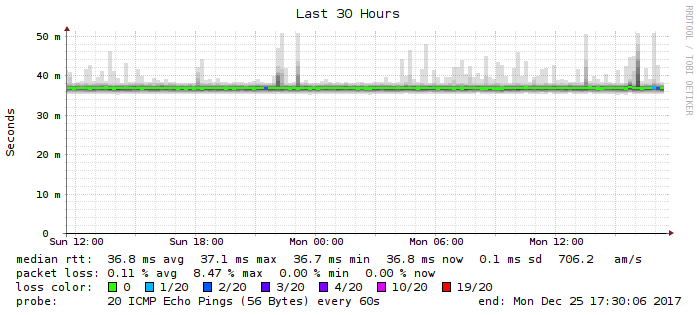 Last 30 Hours
RRDTOOL / TOBI OETIKER
Seconds
50 m
40 m
30 m
20 m
10 m
0
Sun 12:00 Sun 18:00 Mon 00:00 Mon 06:00 Mon 12:00
median rtt: 36.8 ms avg 37.1 ms max 36.7 ms min 36.8 ms now 0.1 ms sd 706.2 am/s
packet loss: 0.11 % avg 8.47 % max 0.00 % min 0.00 % now
loss color: 0 1/20 2/20 3/20 4/20 10/20 19/20
probe: 20 ICMP Echo Pings (56 Bytes) every 60s end: Mon Dec 25 17:30:06 2017